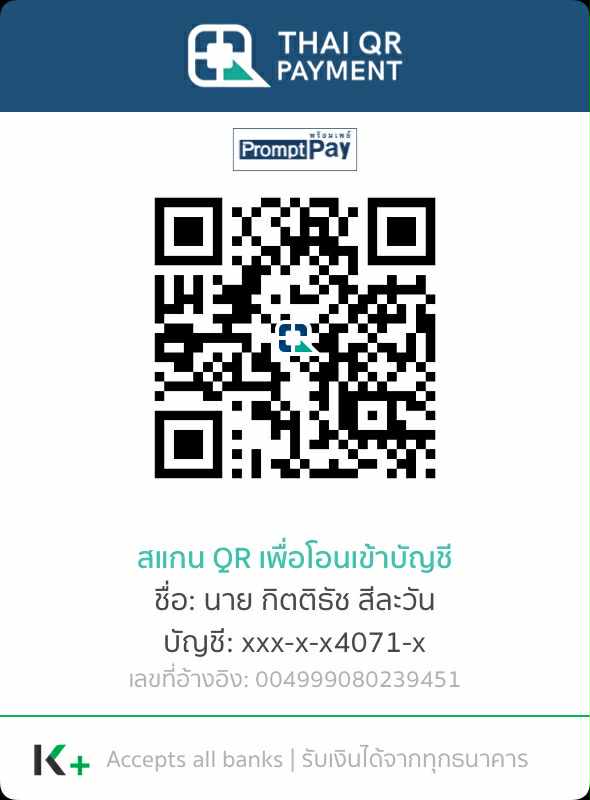 THAI QR
PAYMENT
พร้อมเพย์
PromptPay
สแกน QR เพื่อโอนเข้าบัญชี
ชื่อ: นาย กิตติธัช สีละวัน
บัญชี: xxx-x-x4071-x
เลขที่อ้างอิง: 004999080239451
K+
Accepts all banks | รับเงินได้จากทุกธนาคาร